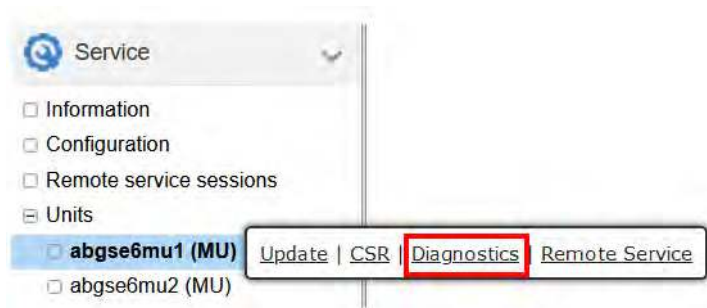 Service
Information
Configuration
Remote service sessions
Units
abgse6mu1 (MU) Update | CSR | Diagnostics | Remote Service
abgse6mu2 (MU)